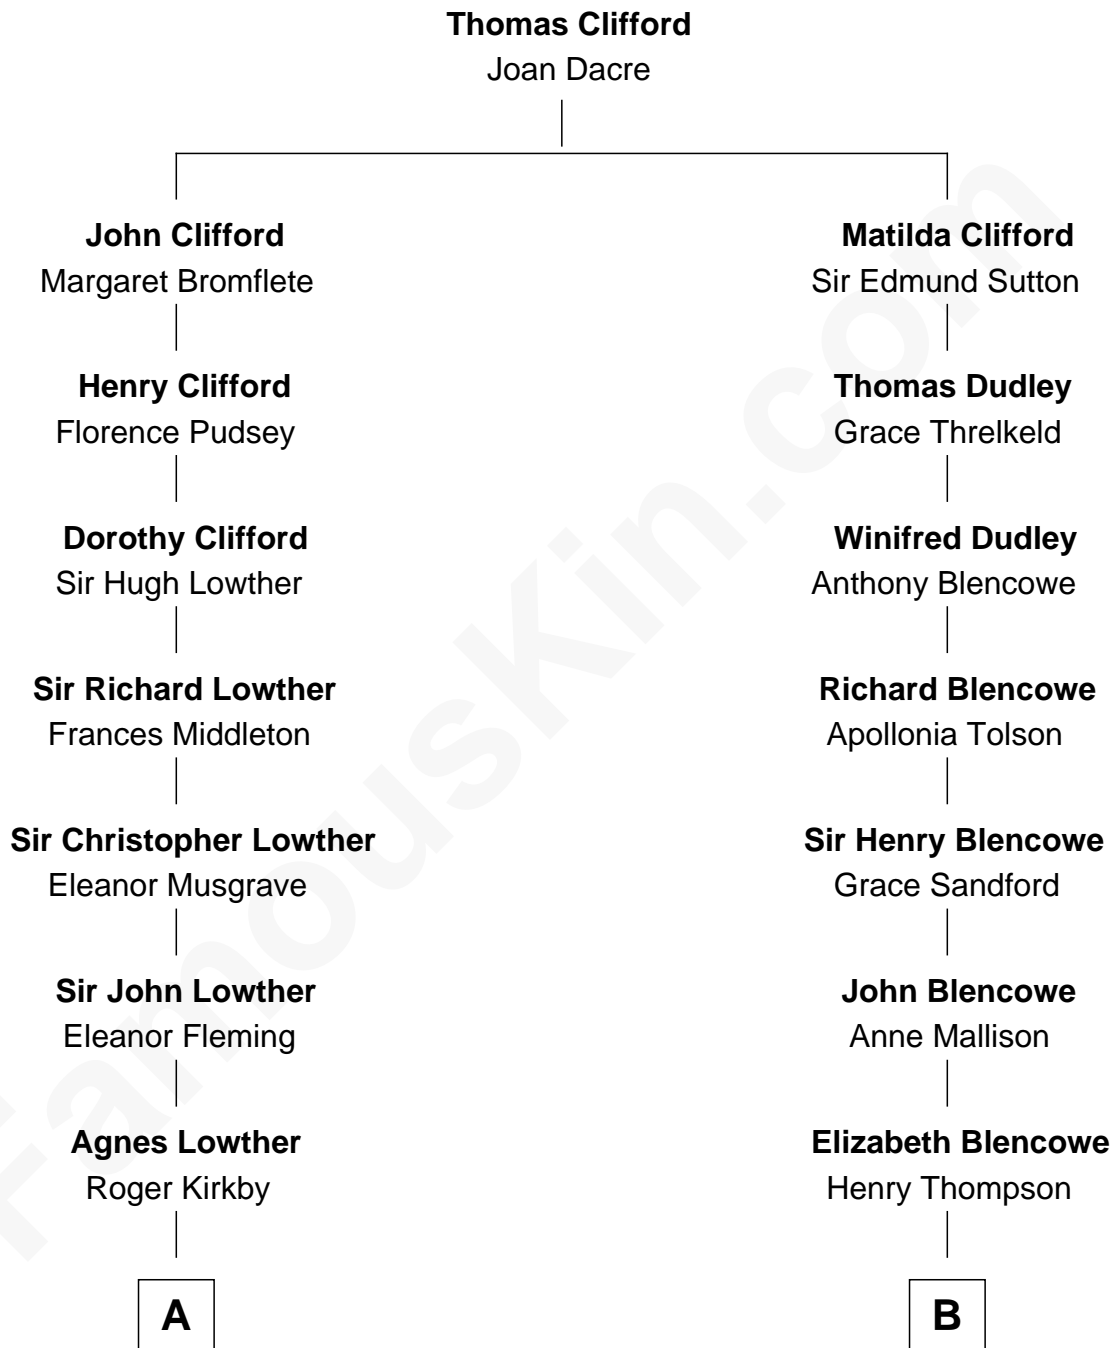 Thomas Clifford
Joan Dacre
John Clifford
Margaret Bromflete
Matilda Clifford
Sir Edmund Sutton
Henry Clifford
Florence Pudsey
Thomas Dudley
Grace Threlkeld
Dorothy Clifford
Sir Hugh Lowther
Winifred Dudley
Anthony Blencowe
Sir Richard Lowther
Frances Middleton
Richard Blencowe
Apollonia Tolson
Sir Christopher Lowther
Eleanor Musgrave
Sir Henry Blencowe
Grace Sandford
Sir John Lowther
Eleanor Fleming
John Blencowe
Anne Mallison
Agnes Lowther
Roger Kirkby
Elizabeth Blencowe
Henry Thompson
A
B
FamousKin.com